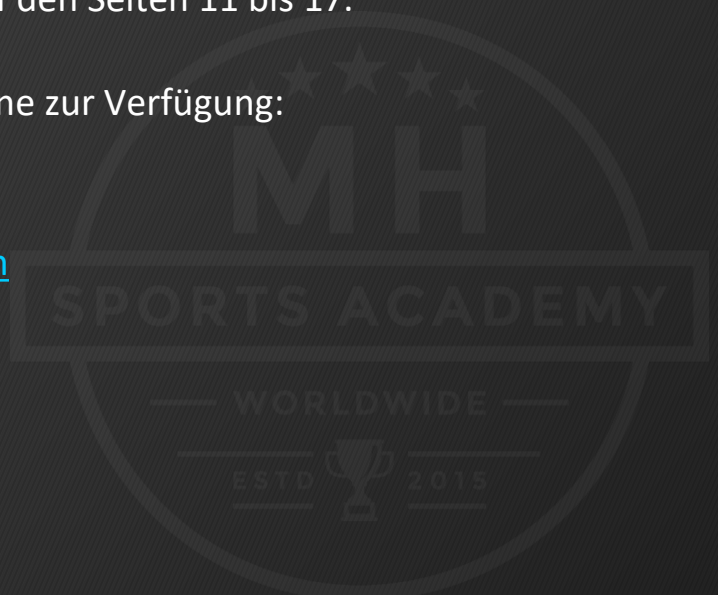 den Seiten 11 bis 17.
ne zur Verfügung:
n
MH
SPORTS ACADEMY
WORLDWIDE
ESTD 2015